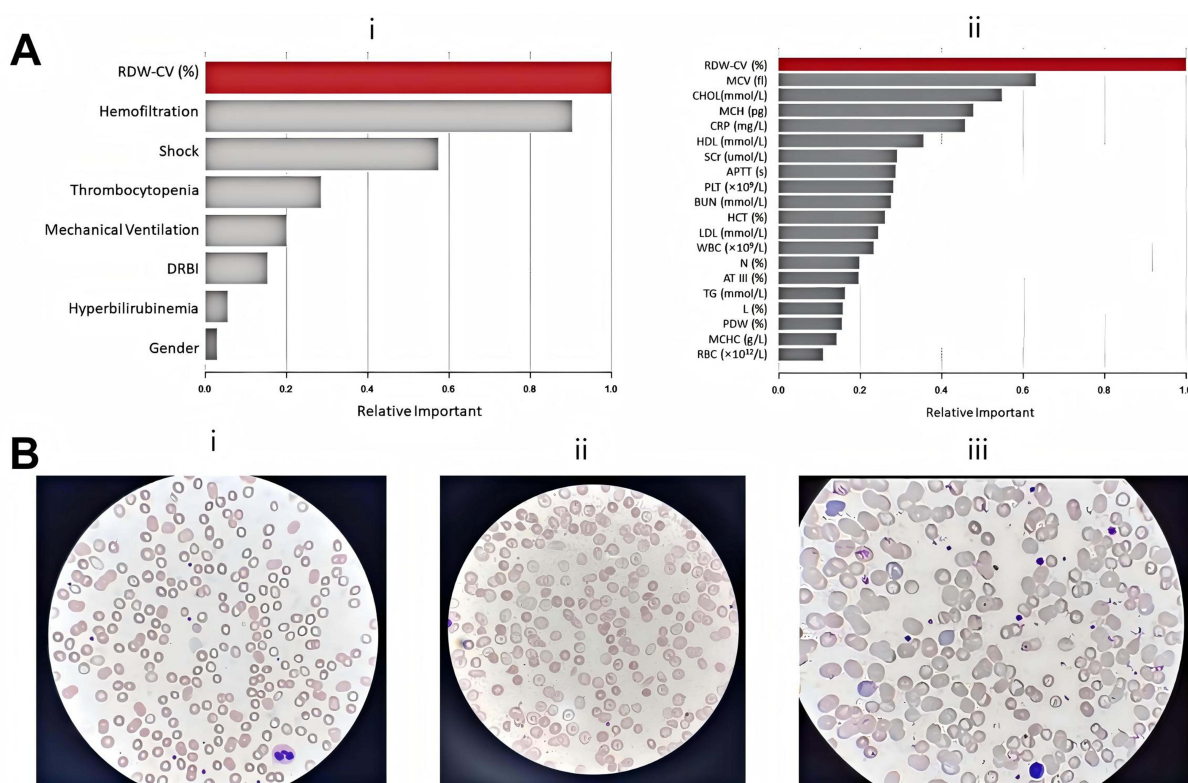 A
i
RDW-CV (%)
Hemofiltration
Shock
Thrombocytopenia
Mechanical Ventilation
DRBI
Hyperbilirubinemia
Gender
0.0 0.2 0.4 0.6 0.8 1.0
Relative Important
ii
RDW-CV (%)
MCV (fl)
CHOL(mmol/L)
MCH (pg)
CRP (mg/L)
HDL (mmol/L)
SCr (umol/L)
APTT (s)
PLT (×10⁹/L)
BUN (mmol/L)
HCT (%)
LDL (mmol/L)
WBC (×10⁹/L)
N (%)
AT III (%)
TG (mmol/L)
L (%)
PDW (%)
MCHC (g/L)
RBC (×10¹²/L)
0.0 0.2 0.4 0.6 0.8 1.0
Relative Important
B
i
ii
iii